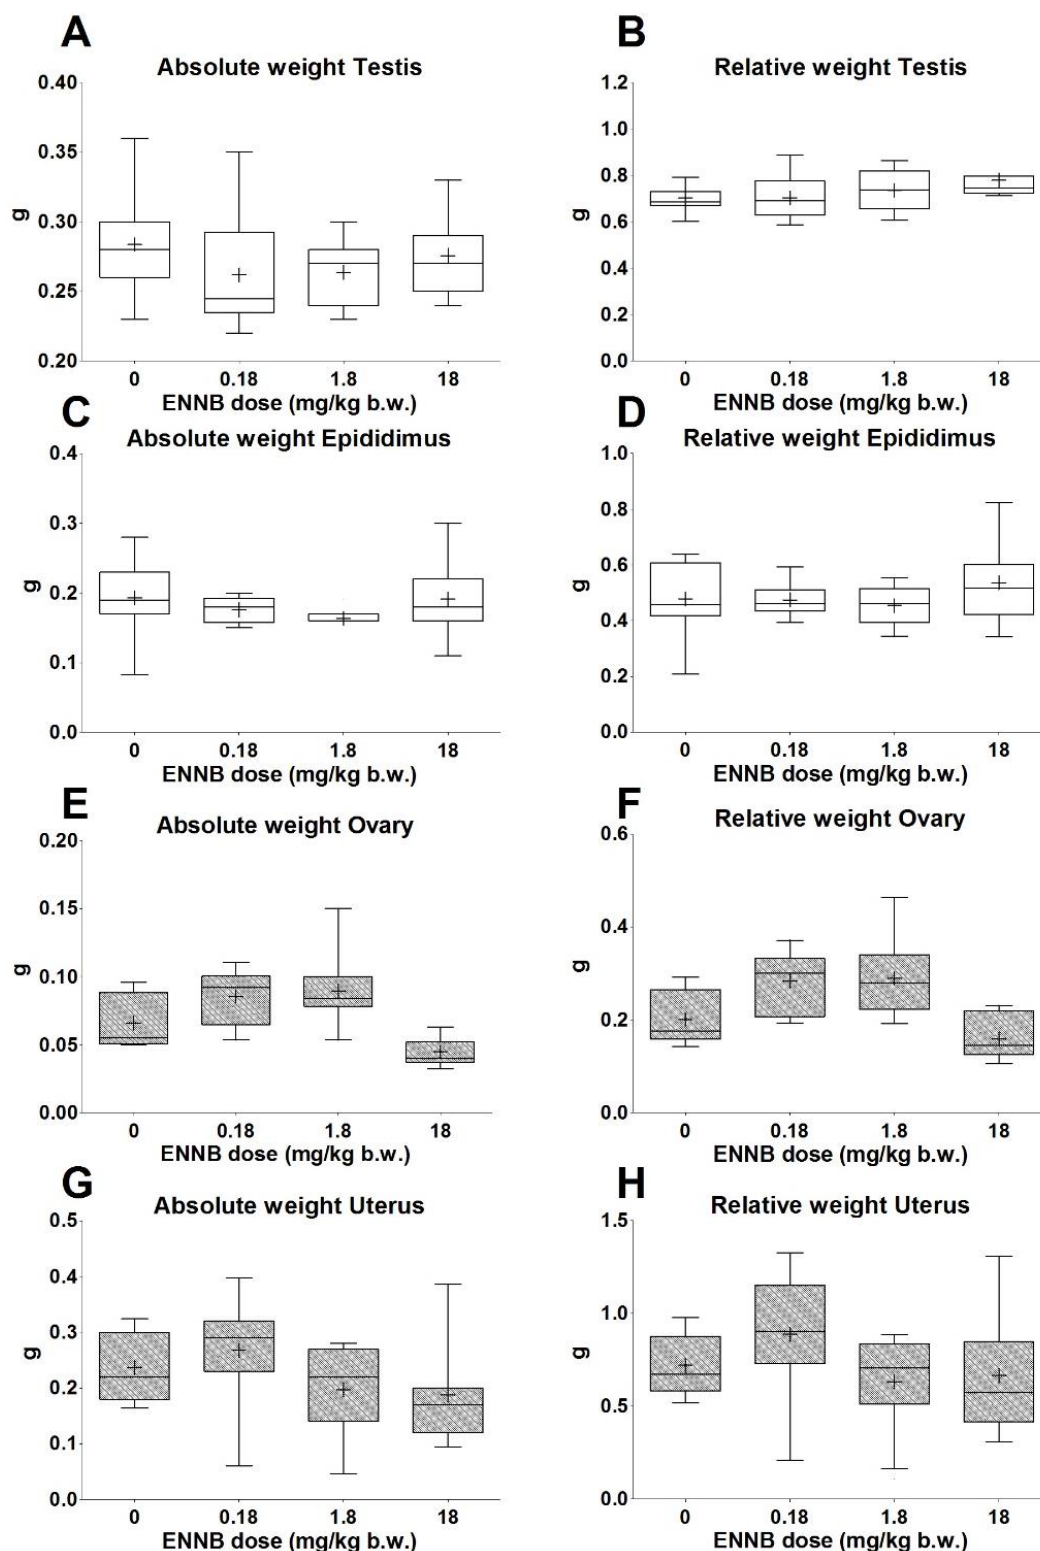 A
Absolute weight Testis
0.40
0.35
0.30
0.25
0.20
g
0 0.18 1.8 18
ENNB dose (mg/kg b.w.)
B
Relative weight Testis
1.2
1.0
0.8
0.6
0.4
0.2
0.0
g
0 0.18 1.8 18
ENNB dose (mg/kg b.w.)
C
Absolute weight Epididimus
0.4
0.3
0.2
0.1
0.0
g
0 0.18 1.8 18
ENNB dose (mg/kg b.w.)
D
Relative weight Epididimus
1.0
0.8
0.6
0.4
0.2
0.0
g
0 0.18 1.8 18
ENNB dose (mg/kg b.w.)
E
Absolute weight Ovary
0.20
0.15
0.10
0.05
0.00
g
0 0.18 1.8 18
ENNB dose (mg/kg b.w.)
F
Relative weight Ovary
0.6
0.4
0.2
0.0
g
0 0.18 1.8 18
ENNB dose (mg/kg b.w.)
G
Absolute weight Uterus
0.5
0.4
0.3
0.2
0.1
0.0
g
0 0.18 1.8 18
ENNB dose (mg/kg b.w.)
H
Relative weight Uterus
1.5
1.0
0.5
0.0
g
0 0.18 1.8 18
ENNB dose (mg/kg b.w.)